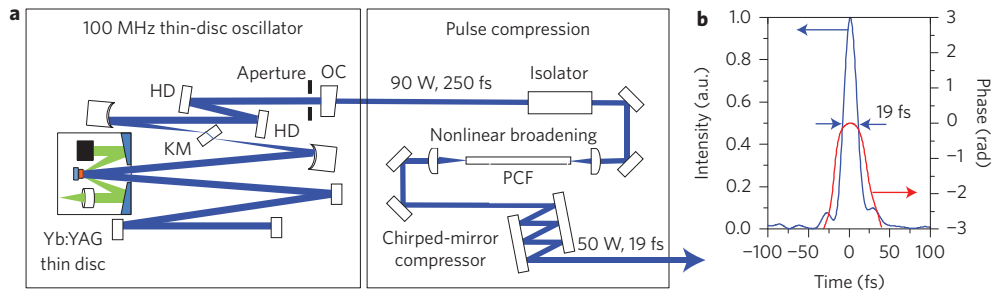 a
100 MHz thin-disc oscillator
Aperture
OC
HD
HD
KM
Yb:YAG
thin disc
Pulse compression
90 W, 250 fs
Isolator
Nonlinear broadening
PCF
Chirped-mirror
compressor
50 W, 19 fs
b
Intensity (a.u.)
1.0
0.8
0.6
0.4
0.2
0.0
19 fs
3
2
1
0
−1
−2
−3
Phase (rad)
−100
−50
0
50
100
Time (fs)